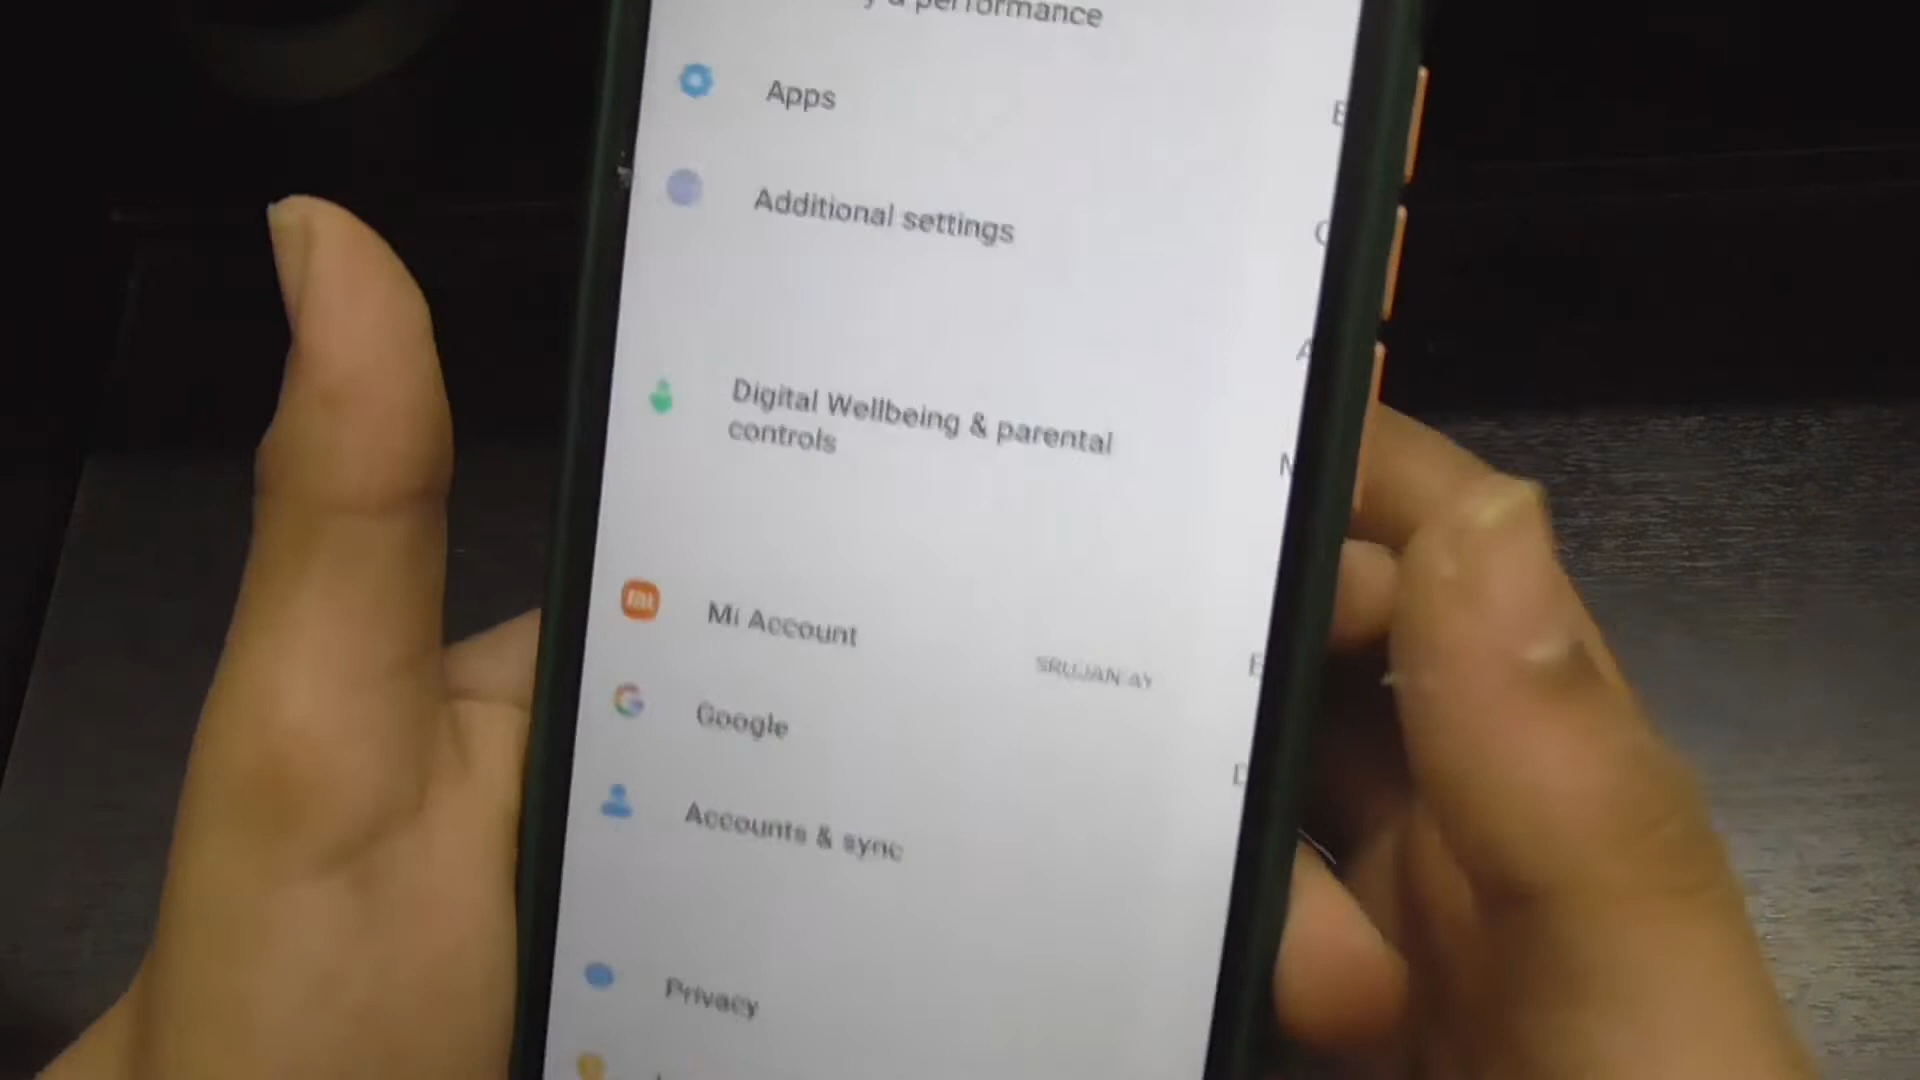 & performance
Apps
Additional settings
Digital Wellbeing & parental
controls
Mi Account
SRUJAN AY
Google
Accounts & sync
Privacy